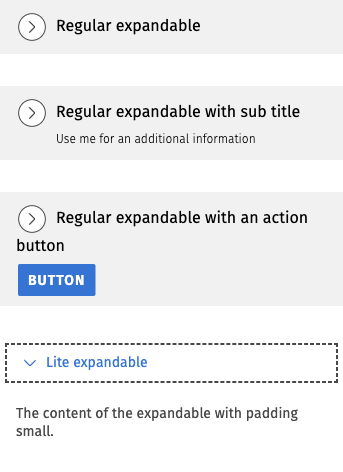 Regular expandable
Regular expandable with sub title
Use me for an additional information
Regular expandable with an action
button
BUTTON
Lite expandable
The content of the expandable with padding
small.